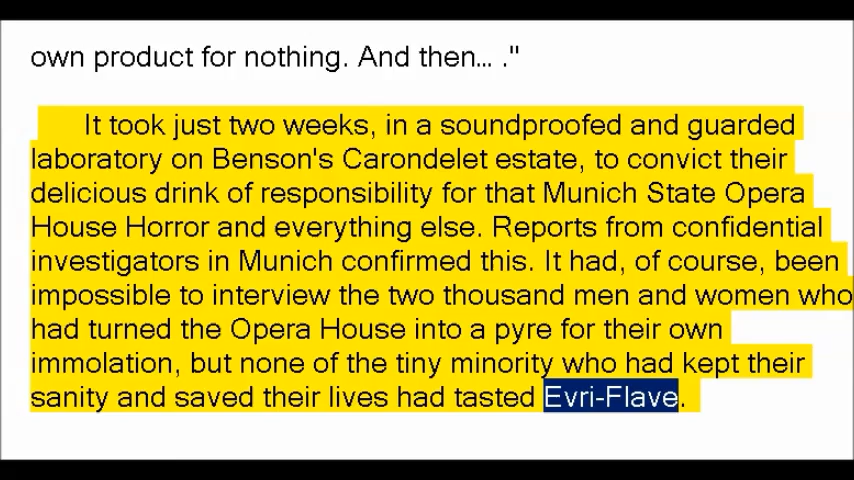 own product for nothing. And then... ."
It took just two weeks, in a soundproofed and guarded
laboratory on Benson's Carondelet estate, to convict their
delicious drink of responsibility for that Munich State Opera
House Horror and everything else. Reports from confidential
investigators in Munich confirmed this. It had, of course, been
impossible to interview the two thousand men and women who
had turned the Opera House into a pyre for their own
immolation, but none of the tiny minority who had kept their
sanity and saved their lives had tasted Evri-Flave.